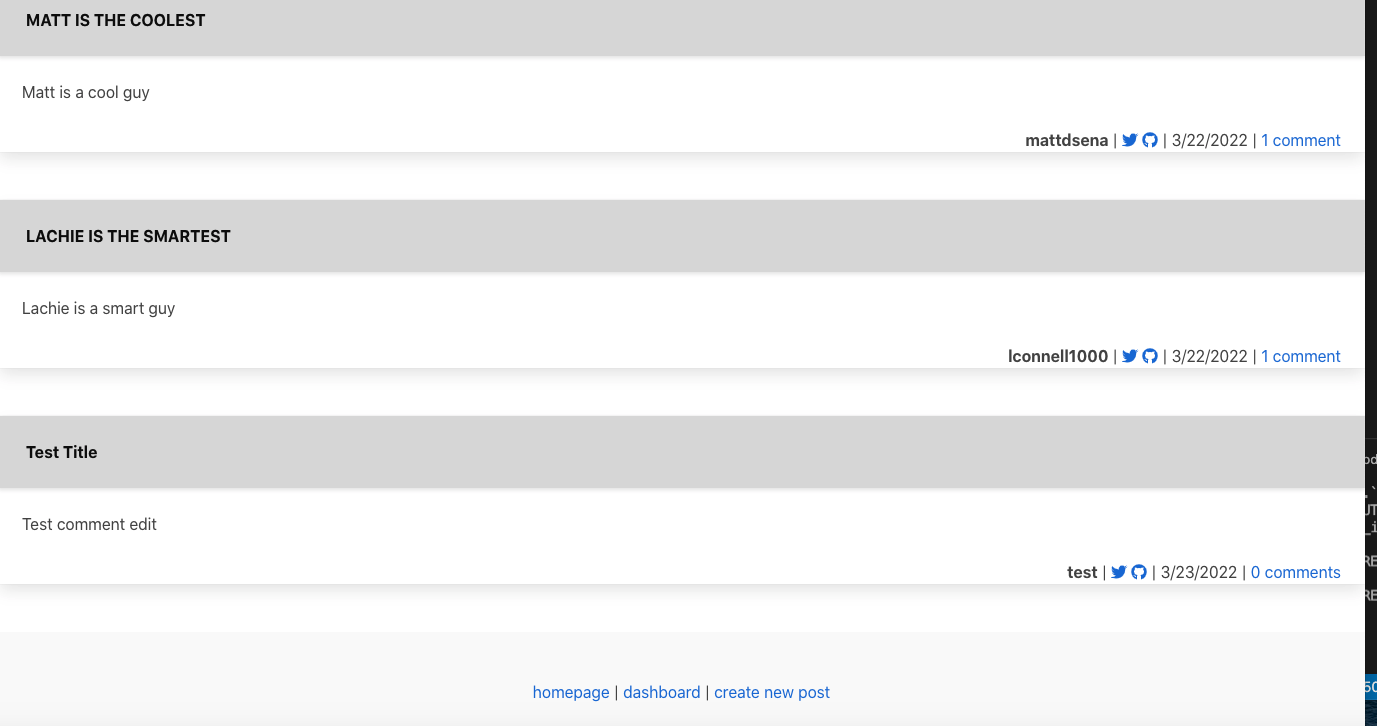 MATT IS THE COOLEST
Matt is a cool guy
mattdsena | | 3/22/2022 | 1 comment
LACHIE IS THE SMARTEST
Lachie is a smart guy
lconnell1000 | | 3/22/2022 | 1 comment
Test Title
Test comment edit
test | | 3/23/2022 | 0 comments
homepage | dashboard | create new post